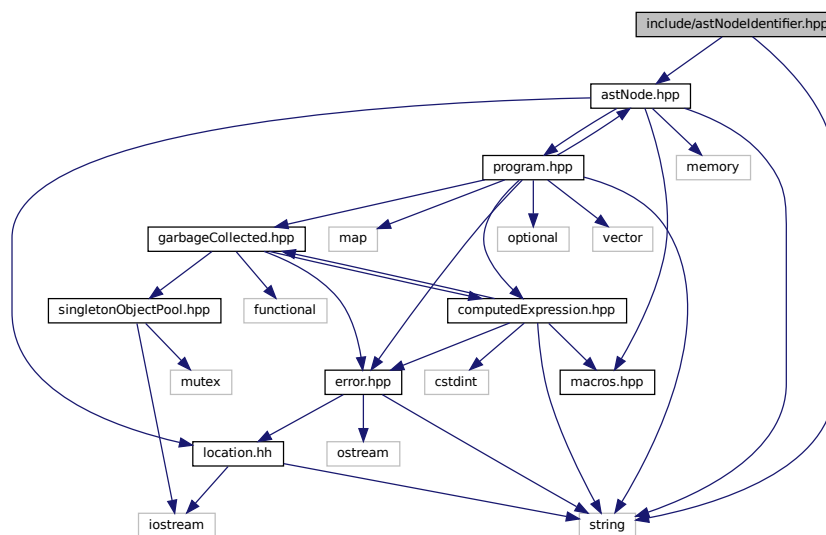 include/astNodeIdentifier.hpp
astNode.hpp
program.hpp
memory
garbageCollected.hpp
map
optional
vector
singletonObjectPool.hpp
functional
computedExpression.hpp
mutex
error.hpp
cstdint
macros.hpp
location.hh
ostream
iostream
string